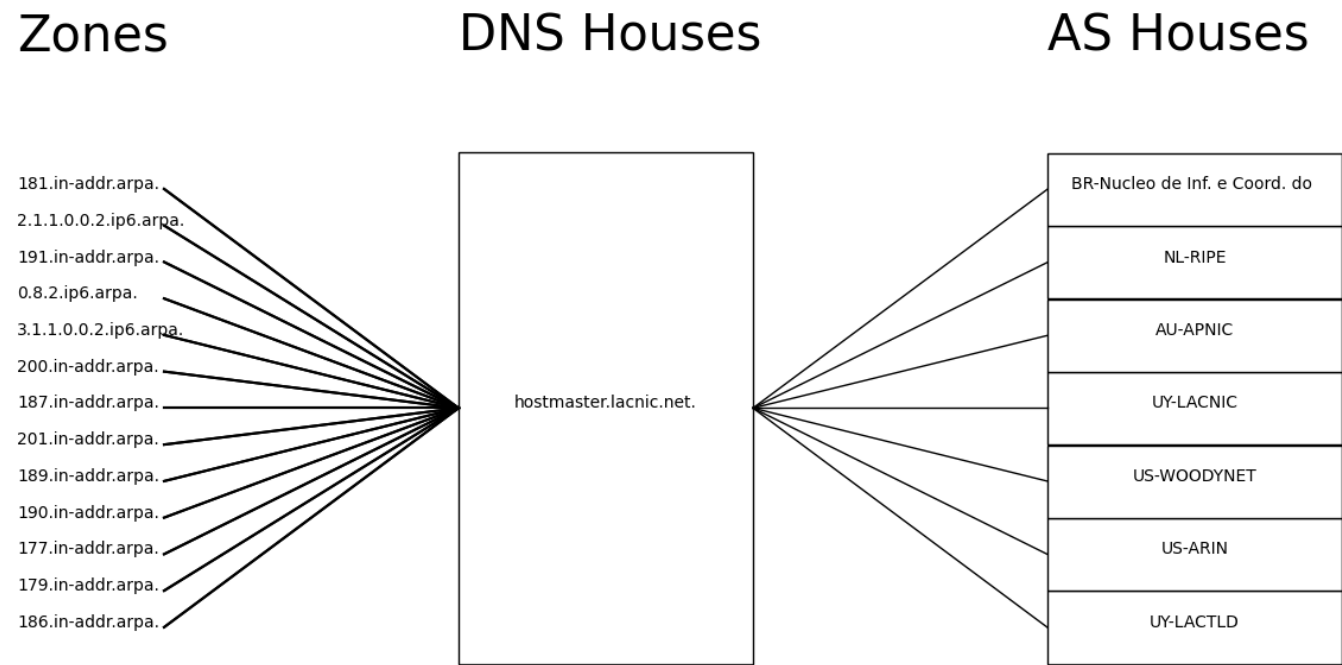 Zones
DNS Houses
AS Houses
181.in-addr.arpa.
2.1.1.0.0.2.ip6.arpa.
191.in-addr.arpa.
0.8.2.ip6.arpa.
3.1.1.0.0.2.ip6.arpa.
200.in-addr.arpa.
187.in-addr.arpa.
201.in-addr.arpa.
189.in-addr.arpa.
190.in-addr.arpa.
177.in-addr.arpa.
179.in-addr.arpa.
186.in-addr.arpa.
hostmaster.lacnic.net.
BR-Nucleo de Inf. e Coord. do
NL-RIPE
AU-APNIC
UY-LACNIC
US-WOODYNET
US-ARIN
UY-LACTLD